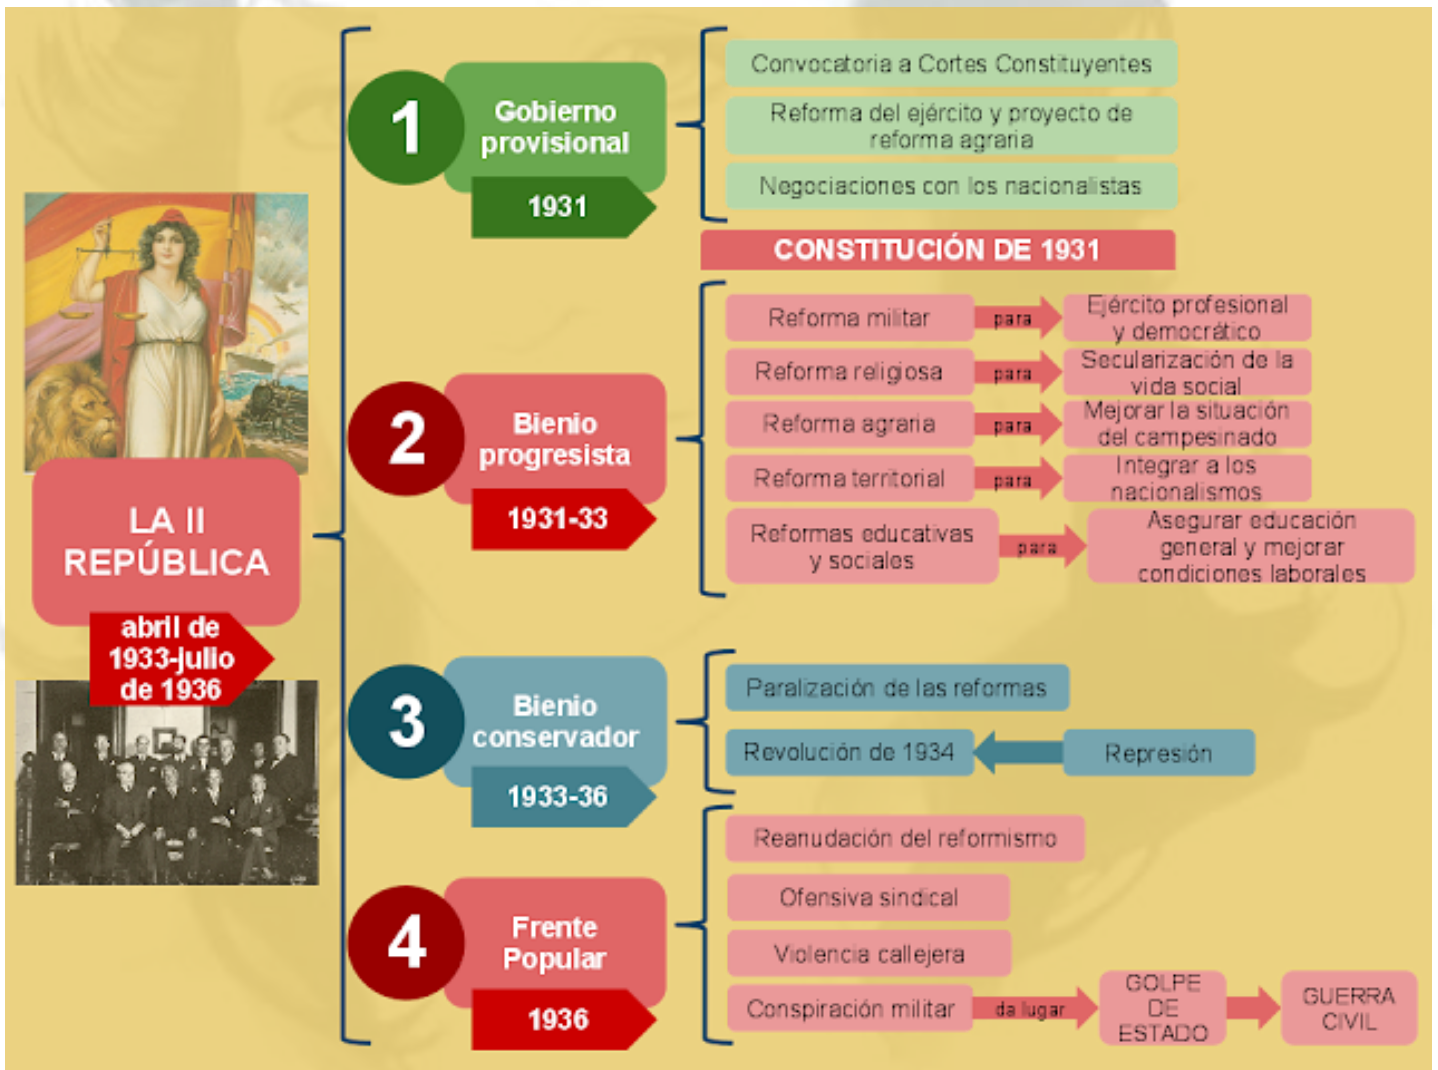 LA II
REPÚBLICA
abril de
1933-julio
de 1936
1
Gobierno
provisional
1931
Convocatoria a Cortes Constituyentes
Reforma del ejército y proyecto de
reforma agraria
Negociaciones con los nacionalistas
CONSTITUCIÓN DE 1931
2
Bienio
progresista
1931-33
Reforma militar
para
Ejército profesional
y democrático
Reforma religiosa
para
Secularización de la
vida social
Reforma agraria
para
Mejorar la situación
del campesinado
Reforma territorial
para
Integrar a los
nacionalismos
Reformas educativas
y sociales
para
Asegurar educación
general y mejorar
condiciones laborales
3
Bienio
conservador
1933-36
Paralización de las reformas
Revolución de 1934
Represión
4
Frente
Popular
1936
Reanudación del reformismo
Ofensiva sindical
Violencia callejera
Conspiración militar
da lugar
GOLPE
DE
ESTADO
GUERRA
CIVIL